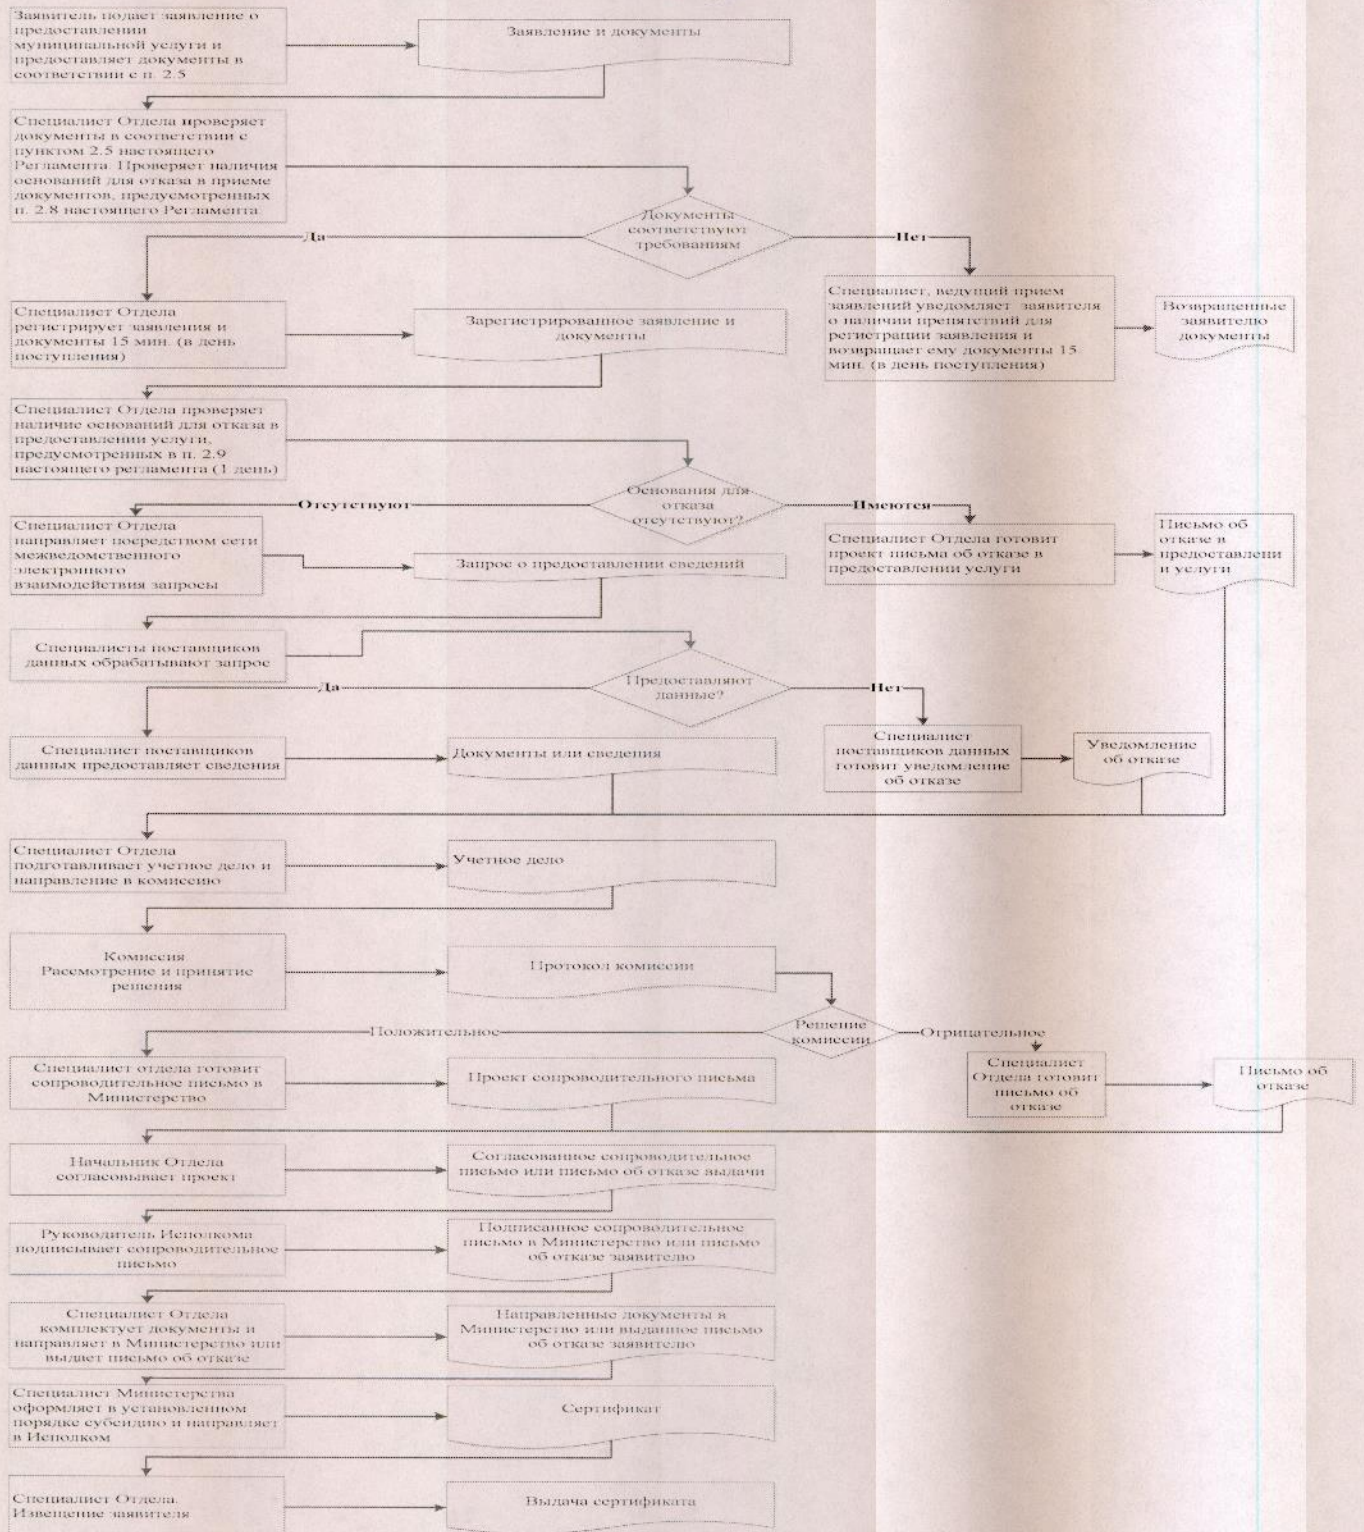 Заявитель подает заявление о
предоставлении
муниципальной услуги и
предоставляет документы в
соответствии с п. 2.5
Заявление и документы
Специалист Отдела проверяет
документы в соответствии с
пунктом 2.5 настоящего
Регламента. Проверяет наличия
оснований для отказа в приеме
документов, предусмотренных
п. 2.8 настоящего Регламента.
Документы
соответствуют
требованиям
Да
Нет
Специалист Отдела
регистрирует заявления и
документы 15 мин. (в день
поступления)
Зарегистрированное заявление и
документы
Специалист, ведущий прием
заявлений уведомляет заявителя
о наличии препятствий для
регистрации заявления и
возвращает ему документы 15
мин. (в день поступления)
Возвращенные
заявителю
документы
Специалист Отдела проверяет
наличие оснований для отказа в
предоставлении услуги,
предусмотренных в п. 2.9
настоящего регламента (1 день)
Основания для
отказа
отсутствуют?
Отсутствуют
Имеются
Специалист Отдела
направляет посредством сети
межведомственного
электронного
взаимодействия запросы
Запрос о предоставлении сведений
Специалист Отдела готовит
проект письма об отказе в
предоставлении услуги
Письмо об
отказе в
предоставлени
и услуги
Специалисты поставщиков
данных обрабатывают запрос
Предоставляют
данные?
Да
Нет
Специалист поставщиков
данных предоставляет сведения
Документы или сведения
Специалист
поставщиков данных
готовит уведомление
об отказе
Уведомление
об отказе
Специалист Отдела
подготавливает учетное дело и
направление в комиссию
Учетное дело
Комиссия
Рассмотрение и принятие
решения
Протокол комиссии
Решение
комиссии
Положительное
Отрицательное
Специалист отдела готовит
сопроводительное письмо в
Министерство
Проект сопроводительного письма
Специалист
Отдела готовит
письмо об
отказе
Письмо об
отказе
Начальник Отдела
согласовывает проект
Согласованное сопроводительное
письмо или письмо об отказе выдачи
Руководитель Исполкома
подписывает сопроводительное
письмо
Подписанное сопроводительное
письмо в Министерство или письмо
об отказе заявителю
Специалист Отдела
комплектует документы и
направляет в Министерство или
выдает письмо об отказе
Направленные документы в
Министерство или выданное письмо
об отказе заявителю
Специалист Министерства
оформляет в установленном
порядке субсидию и направляет
в Исполком
Сертификат
Специалист Отдела.
Извещение заявителя
Выдача сертификата